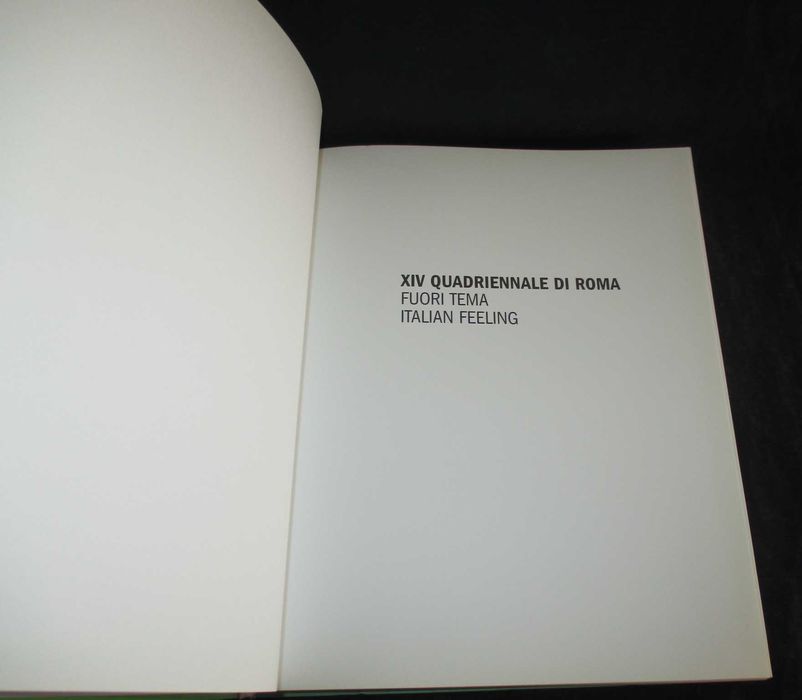 XIV QUADRIENNALE DI ROMA
FUORI TEMA
ITALIAN FEELING